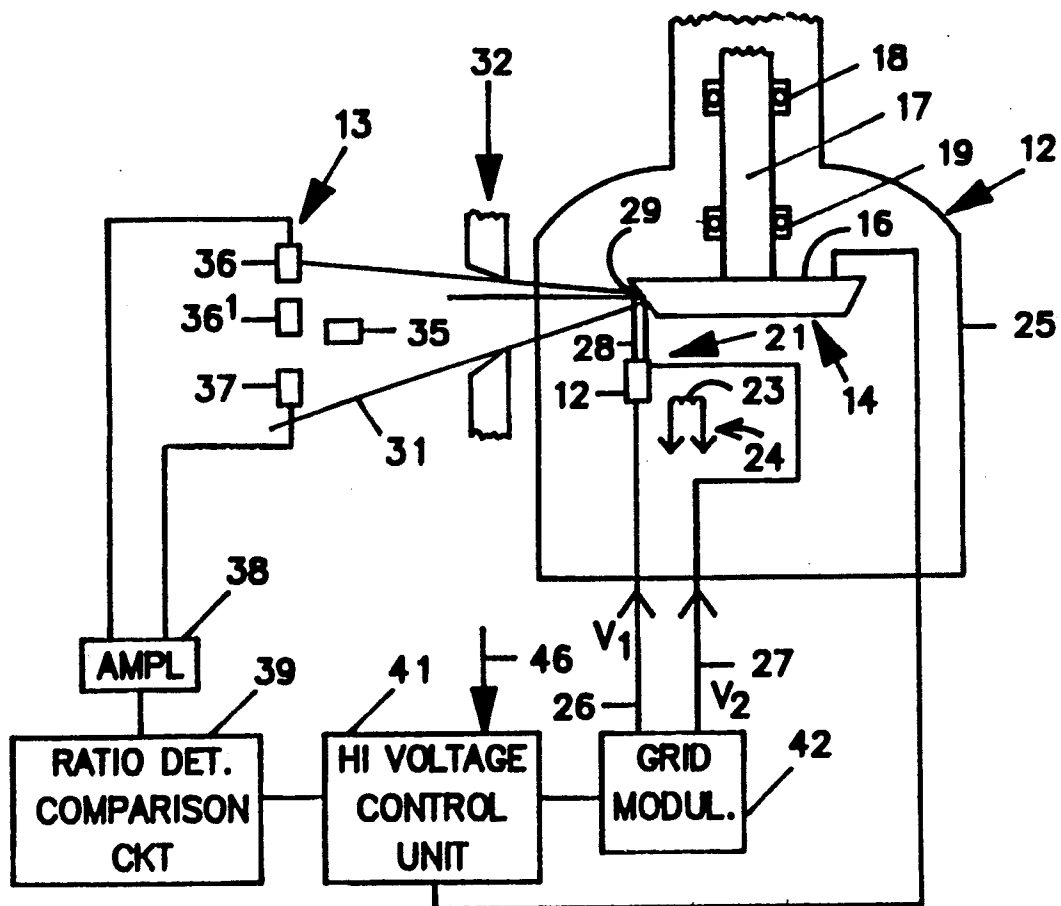 32
18
13
17
19
12
29
16
36
36¹
35
28
21
25
37
12
23
14
31
24
38
V₁
46
27
AMPL
39
41
26
V₂
42
RATIO DET.
COMPARISON
CKT
HI VOLTAGE
CONTROL
UNIT
GRID
MODUL.